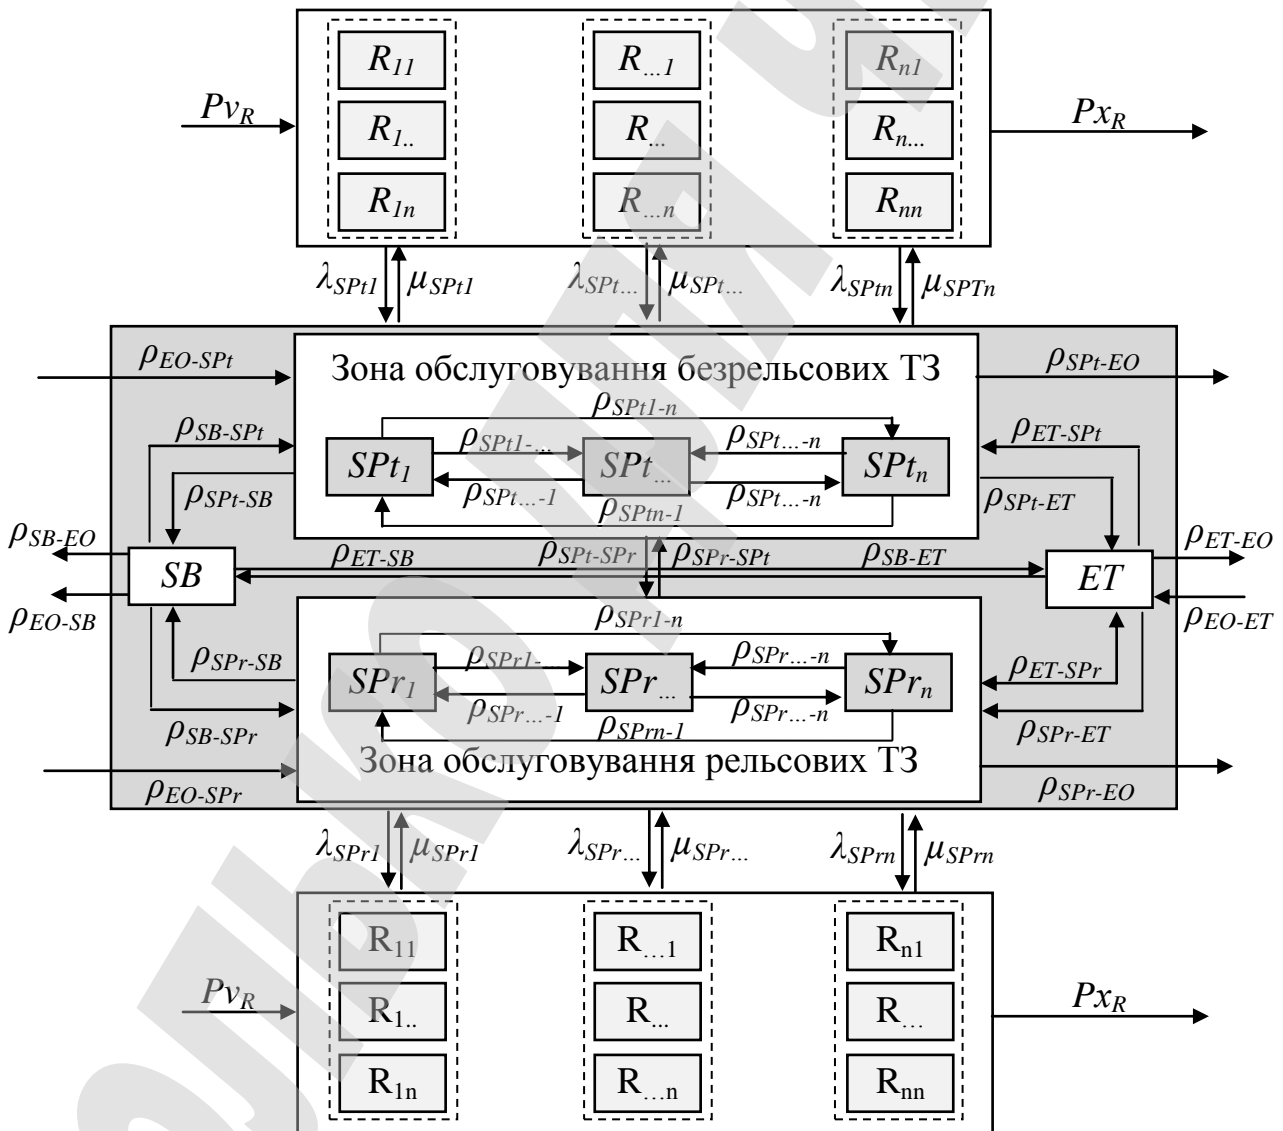 R11 R...1 Rn1
PvR R1.. R... Rn... PxR
R1n R...n Rnn
λSPt1 μSPt1 λSPt... μSPt... λSPtn μSPTn
ρEO-SPt Зона обслуговування безрельсових ТЗ ρSPt-EO
ρSPt1-n
ρSB-SPt ρSPt1-... ρSPt...-n ρET-SPt
SPt1 SPt... SPtn
ρSPt-SB ρSPt...-1 ρSPt...-n ρSPt-ET
ρSPtn-1
ρSB-EO ρET-SB ρSPt-SPr ρSPr-SPt ρSB-ET ρET-EO
SB ET
ρEO-SB ρSPr1-n ρEO-ET
ρSPr-SB ρSPr1-... ρSPr...-n ρET-SPr
SPr1 SPr... SPrn
ρSB-SPr ρSPr...-1 ρSPr...-n ρSPr-ET
ρSPrn-1
Зона обслуговування рельсових ТЗ
ρEO-SPr ρSPr-EO
λSPr1 μSPr1 λSPr... μSPr... λSPrn μSPrn
R11 R...1 Rn1
PvR R1.. R... R... PxR
R1n R...n Rnn